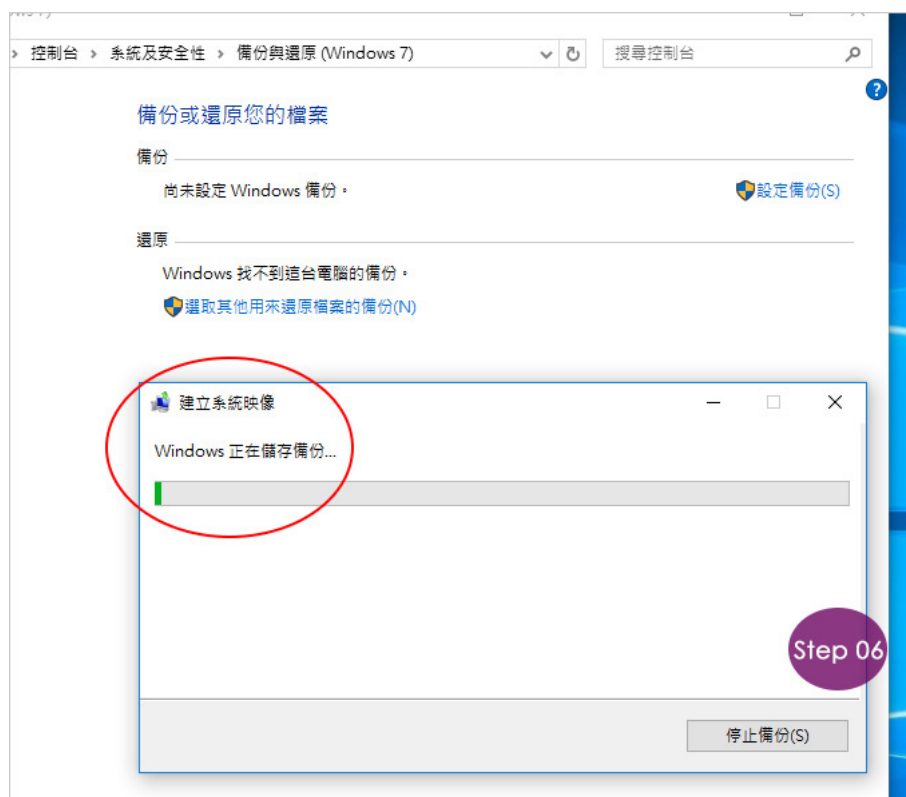 › 控制台 › 系統及安全性 › 備份與還原 (Windows 7)
搜尋控制台
備份或還原您的檔案
備份
尚未設定 Windows 備份。
設定備份(S)
還原
Windows 找不到這台電腦的備份。
選取其他用來還原檔案的備份(N)
建立系統映像
Windows 正在儲存備份...
Step 06
停止備份(S)